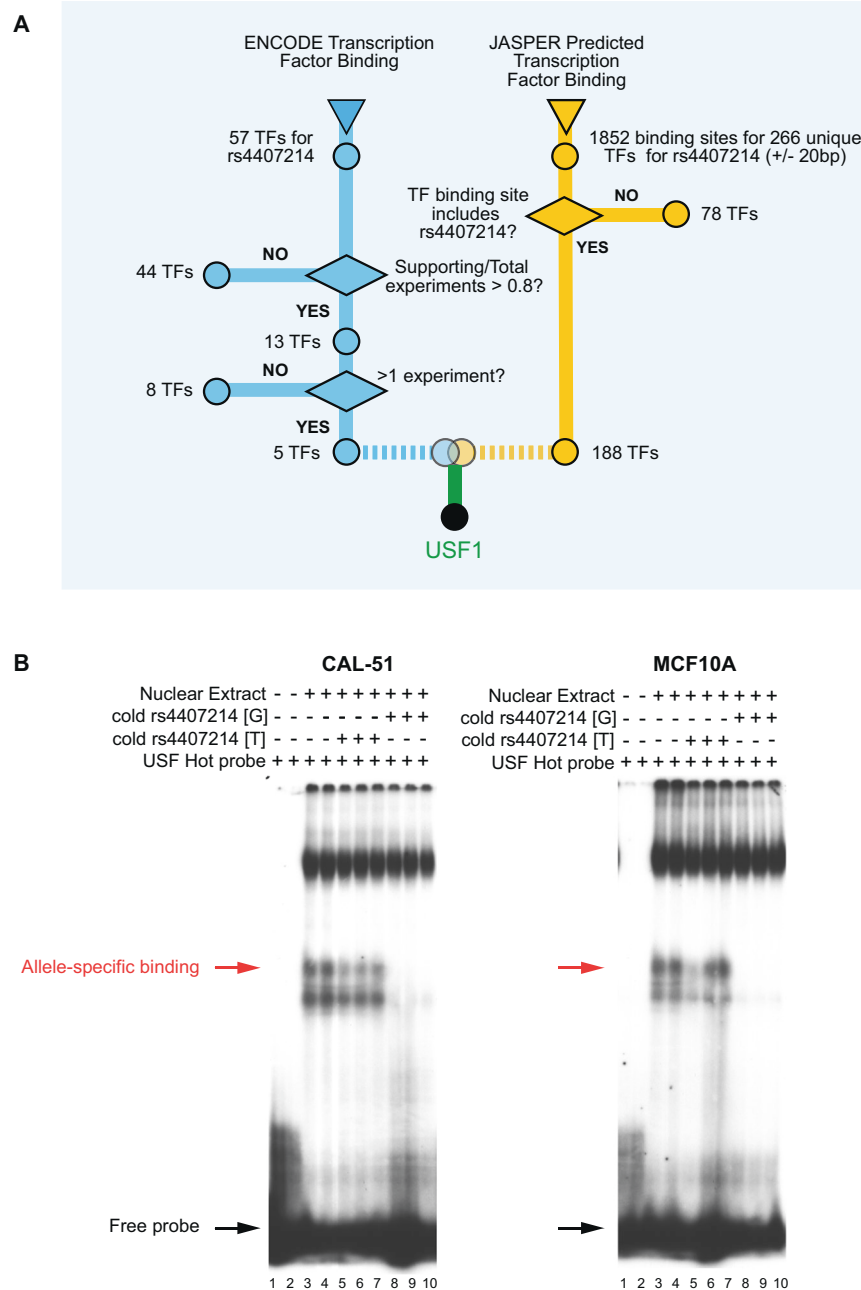 A
ENCODE Transcription
Factor Binding
JASPER Predicted
Transcription
Factor Binding
57 TFs for
rs4407214
1852 binding sites for 266 unique
TFs for rs4407214 (+/- 20bp)
TF binding site
includes
rs4407214?
NO
78 TFs
YES
44 TFs
NO
Supporting/Total
experiments > 0.8?
YES
13 TFs
8 TFs
NO
>1 experiment?
YES
5 TFs
188 TFs
USF1
B
CAL-51
Nuclear Extract - - + + + + + + + +
cold rs4407214 [G] - - - - - - - + + +
cold rs4407214 [T] - - - - + + + - - -
USF Hot probe + + + + + + + + + +
Allele-specific binding
Free probe
1 2 3 4 5 6 7 8 9 10
MCF10A
Nuclear Extract - - + + + + + + + +
cold rs4407214 [G] - - - - - - - + + +
cold rs4407214 [T] - - - - + + + - - -
USF Hot probe + + + + + + + + + +
1 2 3 4 5 6 7 8 9 10